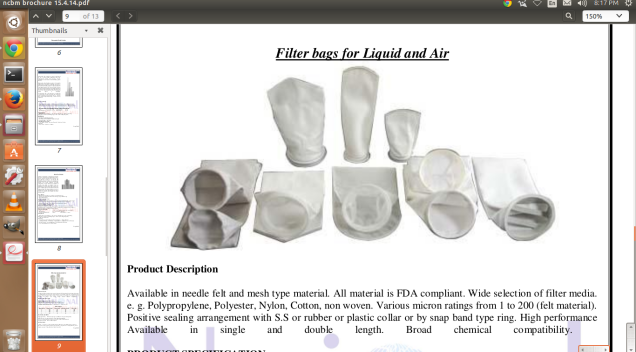 ncbm brochure 15.4.14.pdf
En
8:17 PM
9
of 13
150%
Thumbnails
6
7
8
9
Filter bags for Liquid and Air
Product Description
Available in needle felt and mesh type material. All material is FDA compliant. Wide selection of filter media.
e. g. Polypropylene, Polyester, Nylon, Cotton, non woven. Various micron ratings from 1 to 200 (felt material).
Positive sealing arrangement with S.S or rubber or plastic collar or by snap band type ring. High performance
Available in single and double length. Broad chemical compatibility.
PRODUCT SPECIFICATION